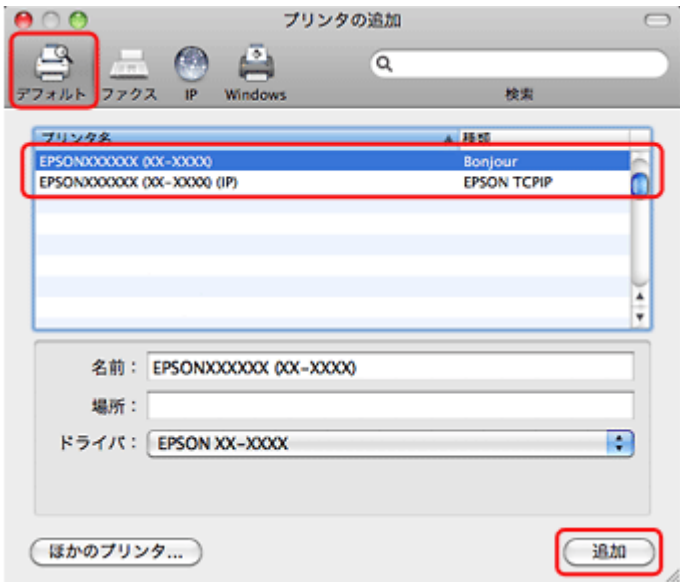 プリンタの追加
デフォルト ファクス IP Windows 検索
プリンタ名 種類
EPSONXXXXXX (XX-XXXX) Bonjour
EPSONXXXXXX (XX-XXXX) (IP) EPSON TCPIP
名前： EPSONXXXXXX (XX-XXXX)
場所：
ドライバ： EPSON XX-XXXX
ほかのプリンタ... 追加